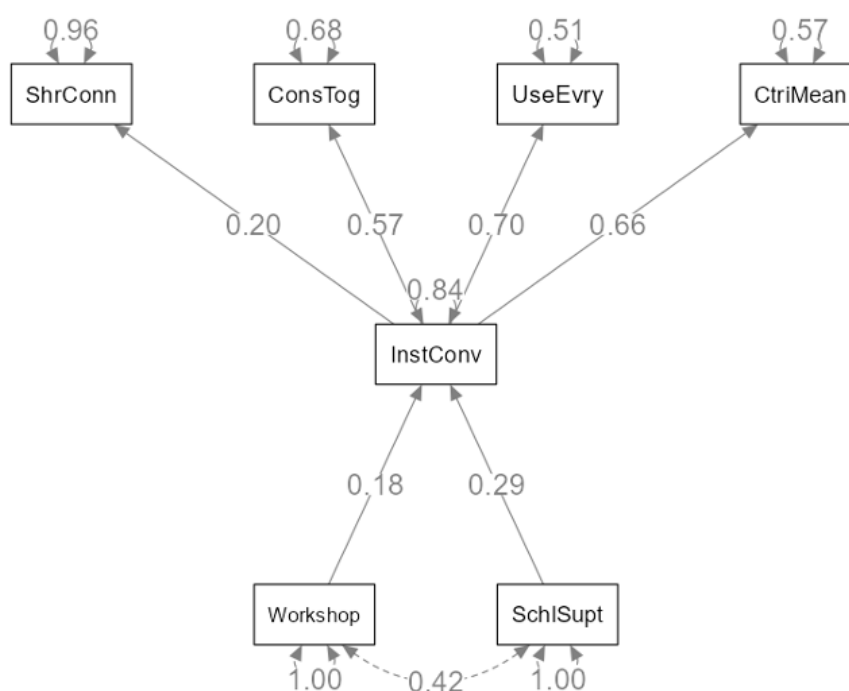 0.96 0.68 0.51 0.57
ShrConn ConsTog UseEvry CtriMean
0.20 0.57 0.70 0.66
0.84
InstConv
0.18 0.29
Workshop SchlSupt
1.00 0.42 1.00